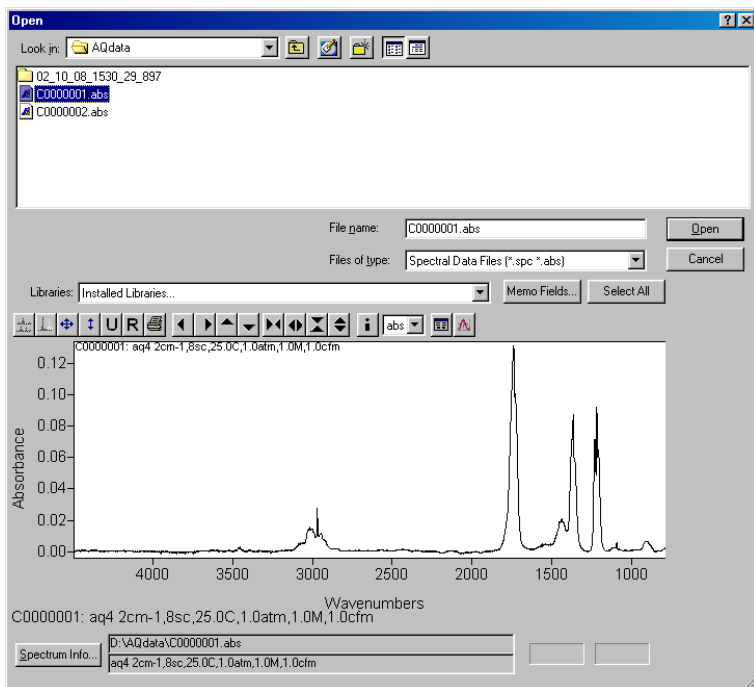 Open
Look in: AQdata
02_10_08_1530_29_897
C0000001.abs
C0000002.abs
File name: C0000001.abs Open
Files of type: Spectral Data Files (*.spc *.abs) Cancel
Libraries: Installed Libraries... Memo Fields... Select All
U R i abs
C0000001: aq4 2cm-1,8sc,25.0C,1.0atm,1.0M,1.0cfm
0.12
0.10
0.08
0.06
0.04
0.02
0.00
Absorbance
4000 3500 3000 2500 2000 1500 1000
Wavenumbers
C0000001: aq4 2cm-1,8sc,25.0C,1.0atm,1.0M,1.0cfm
Spectrum Info... D:\AQdata\C0000001.abs
aq4 2cm-1,8sc,25.0C,1.0atm,1.0M,1.0cfm